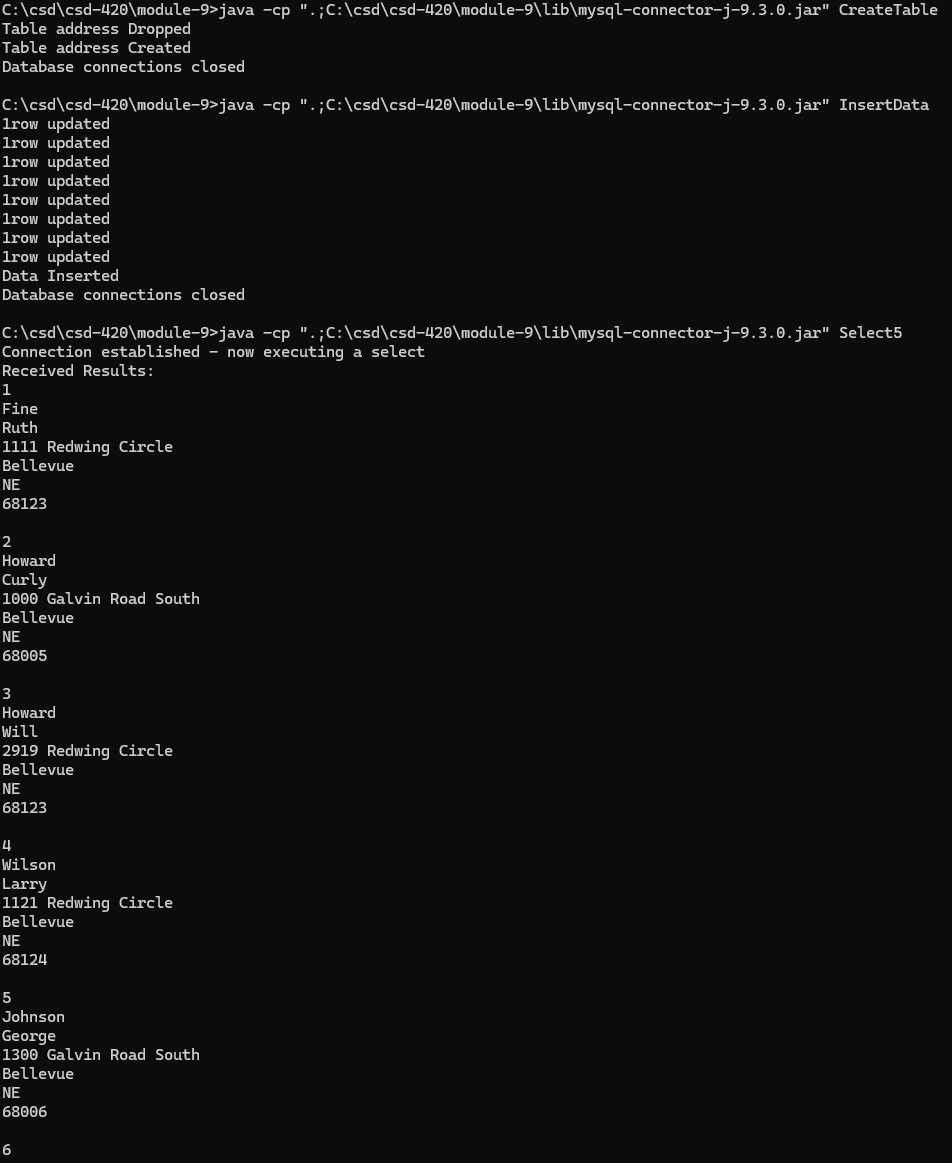 C:\csd\csd-420\module-9>java -cp ".;C:\csd\csd-420\module-9\lib\mysql-connector-j-9.3.0.jar" CreateTable
Table address Dropped
Table address Created
Database connections closed
C:\csd\csd-420\module-9>java -cp ".;C:\csd\csd-420\module-9\lib\mysql-connector-j-9.3.0.jar" InsertData
1row updated
1row updated
1row updated
1row updated
1row updated
1row updated
1row updated
1row updated
Data Inserted
Database connections closed
C:\csd\csd-420\module-9>java -cp ".;C:\csd\csd-420\module-9\lib\mysql-connector-j-9.3.0.jar" Select5
Connection established - now executing a select
Received Results:
1
Fine
Ruth
1111 Redwing Circle
Bellevue
NE
68123
2
Howard
Curly
1000 Galvin Road South
Bellevue
NE
68005
3
Howard
Will
2919 Redwing Circle
Bellevue
NE
68123
4
Wilson
Larry
1121 Redwing Circle
Bellevue
NE
68124
5
Johnson
George
1300 Galvin Road South
Bellevue
NE
68006
6